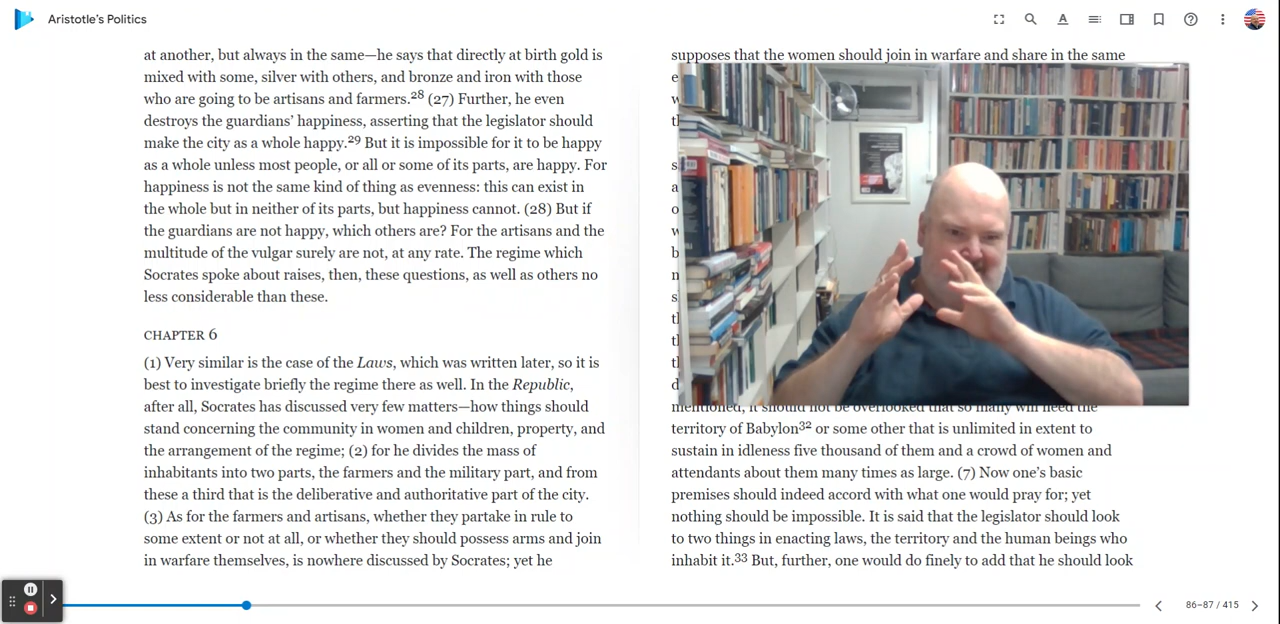 Aristotle's Politics
at another, but always in the same—he says that directly at birth gold is
mixed with some, silver with others, and bronze and iron with those
who are going to be artisans and farmers.28 (27) Further, he even
destroys the guardians' happiness, asserting that the legislator should
make the city as a whole happy.29 But it is impossible for it to be happy
as a whole unless most people, or all or some of its parts, are happy. For
happiness is not the same kind of thing as evenness: this can exist in
the whole but in neither of its parts, but happiness cannot. (28) But if
the guardians are not happy, which others are? For the artisans and the
multitude of the vulgar surely are not, at any rate. The regime which
Socrates spoke about raises, then, these questions, as well as others no
less considerable than these.
CHAPTER 6
(1) Very similar is the case of the Laws, which was written later, so it is
best to investigate briefly the regime there as well. In the Republic,
after all, Socrates has discussed very few matters—how things should
stand concerning the community in women and children, property, and
the arrangement of the regime; (2) for he divides the mass of
inhabitants into two parts, the farmers and the military part, and from
these a third that is the deliberative and authoritative part of the city.
(3) As for the farmers and artisans, whether they partake in rule to
some extent or not at all, or whether they should possess arms and join
in warfare themselves, is nowhere discussed by Socrates; yet he
supposes that the women should join in warfare and share in the same
mentioned, it should not be overlooked that so many will need the
territory of Babylon32 or some other that is unlimited in extent to
sustain in idleness five thousand of them and a crowd of women and
attendants about them many times as large. (7) Now one's basic
premises should indeed accord with what one would pray for; yet
nothing should be impossible. It is said that the legislator should look
to two things in enacting laws, the territory and the human beings who
inhabit it.33 But, further, one would do finely to add that he should look
86–87 / 415